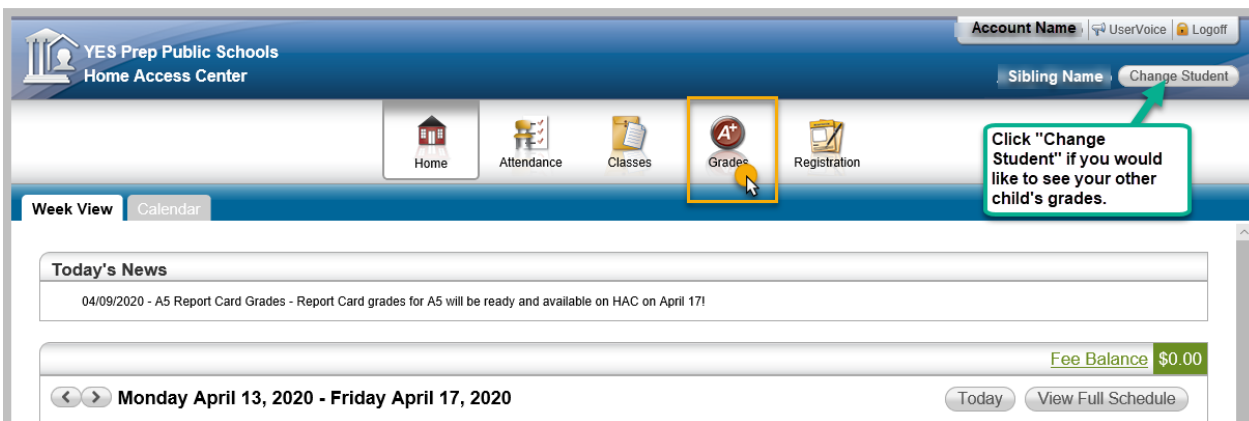 Account Name UserVoice Logoff
YES Prep Public Schools
Home Access Center
Sibling Name Change Student
Home Attendance Classes Grades Registration
Click "Change
Student" if you would
like to see your other
child's grades.
Week View Calendar
Today's News
04/09/2020 - A5 Report Card Grades - Report Card grades for A5 will be ready and available on HAC on April 17!
Fee Balance $0.00
Monday April 13, 2020 - Friday April 17, 2020 Today View Full Schedule